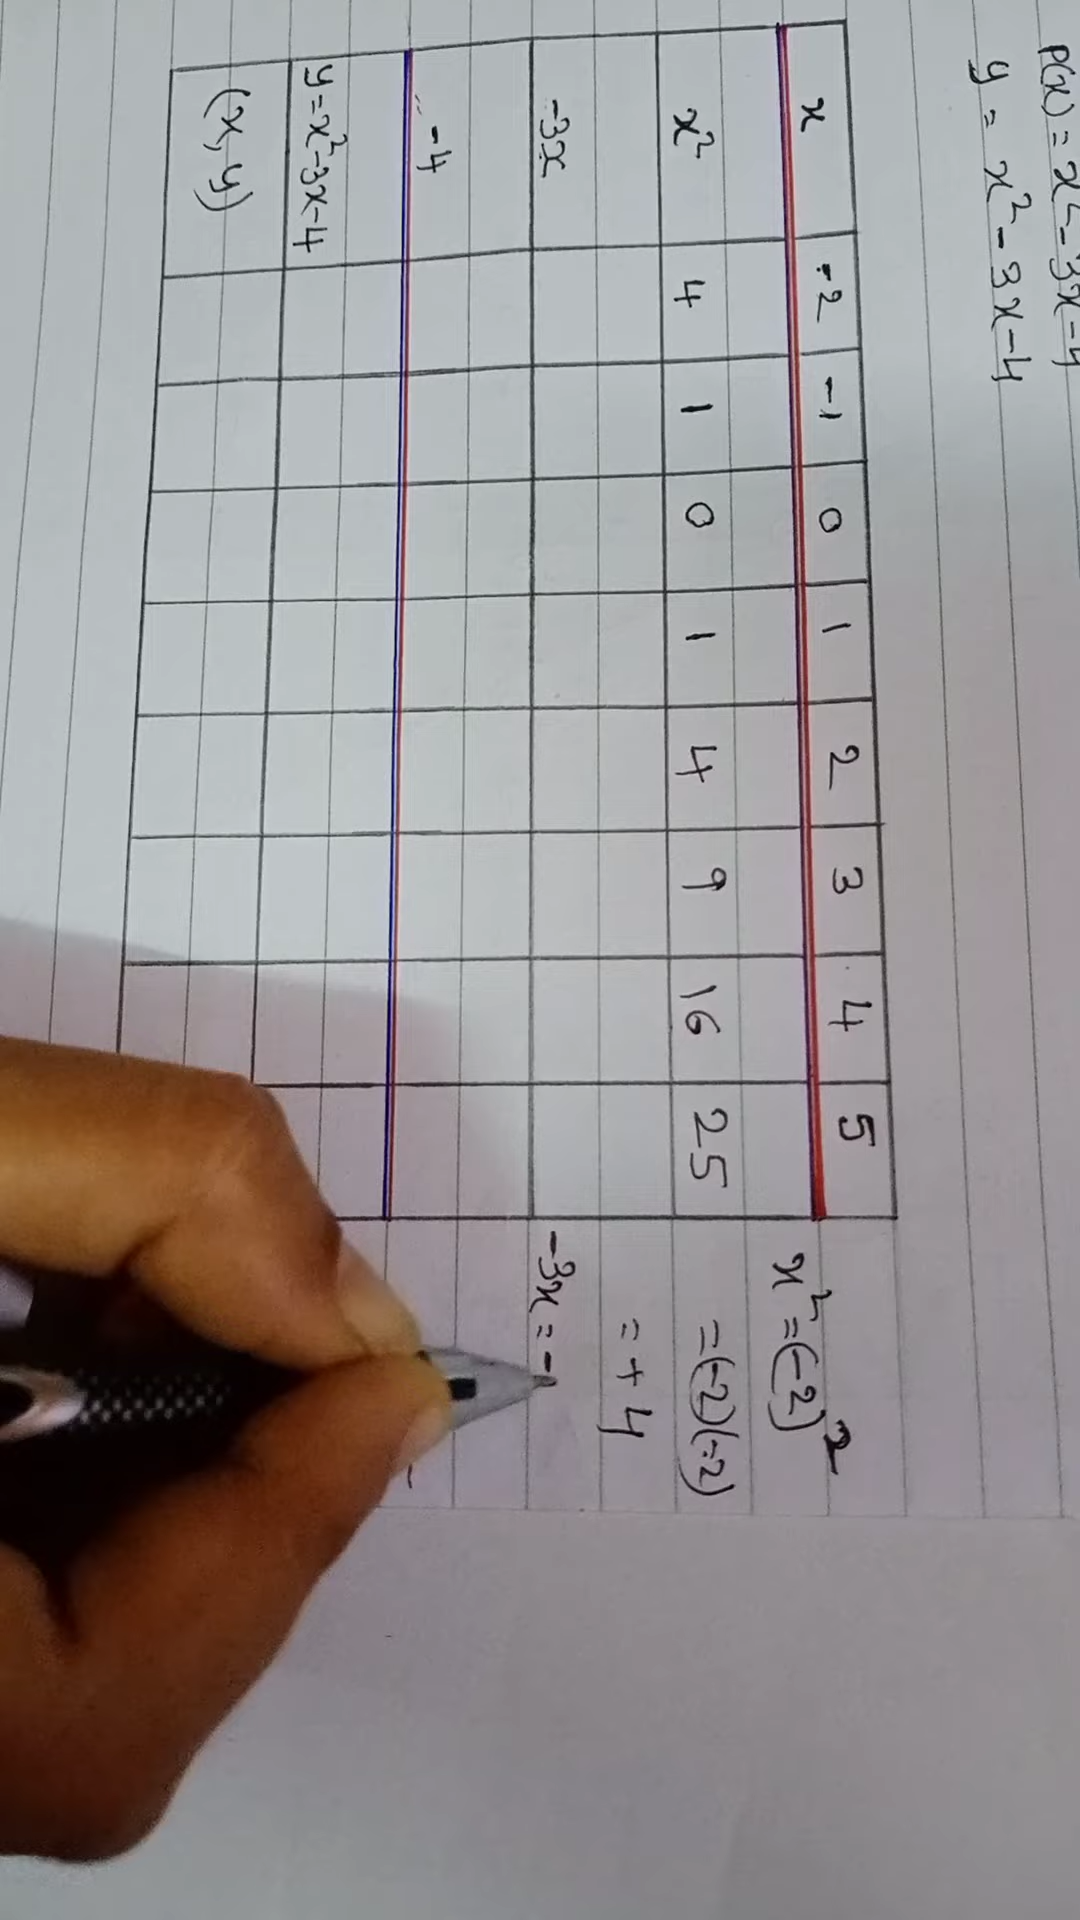 P(x) = x² - 3x - 4
y = x² - 3x - 4
x -2 -1 0 1 2 3 4 5
x² 4 1 0 1 4 9 16 25
-3x
-4
y = x² - 3x - 4
(x, y)
x² = (-2)²
= (-2)(-2)
= + 4
-3x = -